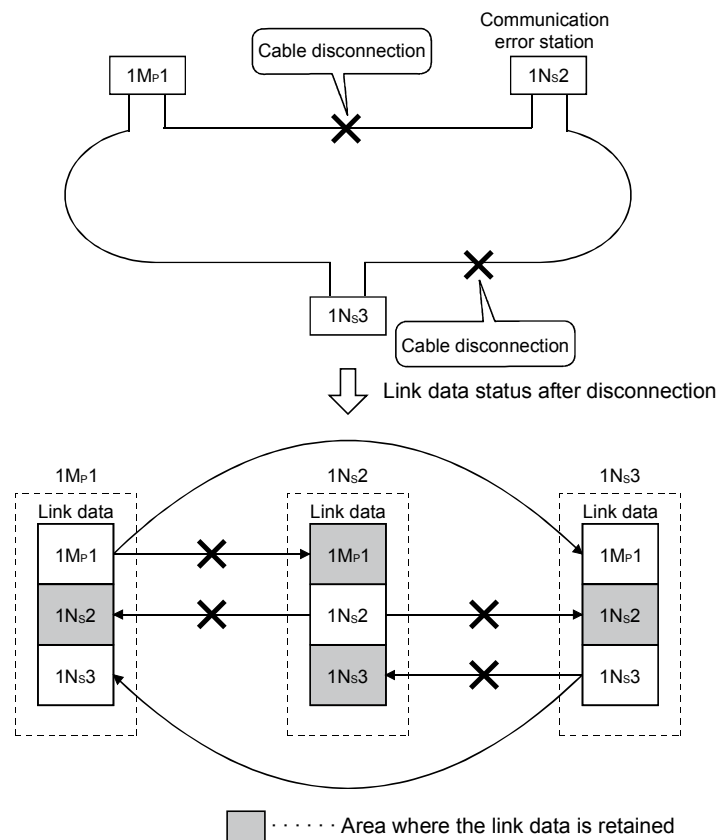 Communication
error station
Cable disconnection
1MP1
1NS2
1NS3
Cable disconnection
Link data status after disconnection
1MP1
1NS2
1NS3
Link data
Link data
Link data
1MP1
1MP1
1MP1
1NS2
1NS2
1NS2
1NS3
1NS3
1NS3
· · · · · · Area where the link data is retained